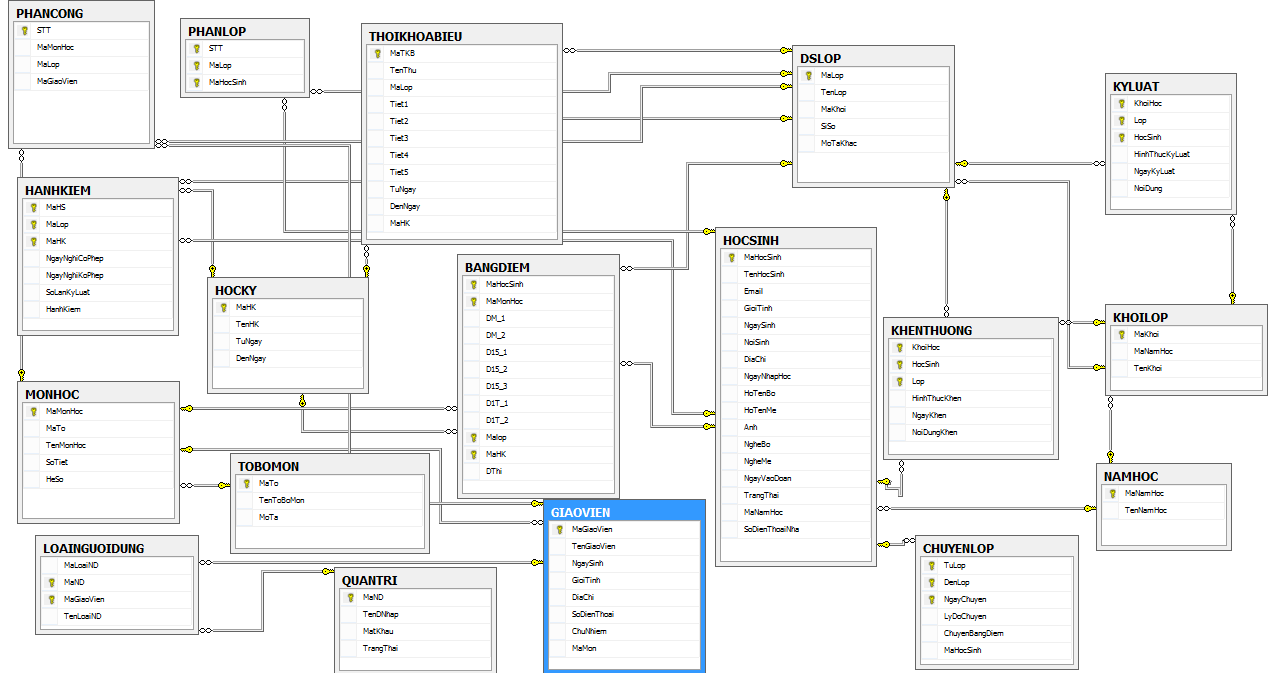 PHANCONG
STT
MaMonHoc
MaLop
MaGiaoVien
PHANLOP
STT
MaLop
MaHocSinh
THOIKHOABIEU
MaTKB
TenThu
MaLop
Tiet1
Tiet2
Tiet3
Tiet4
Tiet5
TuNgay
DenNgay
MaHK
DSLOP
MaLop
TenLop
MaKhoi
SiSo
MoTaKhac
KYLUAT
KhoiHoc
Lop
HocSinh
HinhThucKyLuat
NgayKyLuat
NoiDung
HANHKIEM
MaHS
MaLop
MaHK
NgayNghiCoPhep
NgayNghiKoPhep
SoLanKyLuat
HanhKiem
HOCKY
MaHK
TenHK
TuNgay
DenNgay
BANGDIEM
MaHocSinh
MaMonHoc
DM_1
DM_2
D15_1
D15_2
D15_3
D1T_1
D1T_2
Malop
MaHK
DThi
HOCSINH
MaHocSinh
TenHocSinh
Email
GioiTinh
NgaySinh
NoiSinh
DiaChi
NgayNhapHoc
HoTenBo
HoTenMe
Anh
NgheBo
NgheMe
NgayVaoDoan
TrangThai
MaNamHoc
SoDienThoaiNha
KHENTHUONG
KhoiHoc
HocSinh
Lop
HinhThucKhen
NgayKhen
NoiDungKhen
KHOILOP
MaKhoi
MaNamHoc
TenKhoi
MONHOC
MaMonHoc
MaTo
TenMonHoc
SoTiet
HeSo
TOBOMON
MaTo
TenToBoMon
MoTa
NAMHOC
MaNamHoc
TenNamHoc
LOAINGUOIDUNG
MaLoaiND
MaND
MaGiaoVien
TenLoaiND
QUANTRI
MaND
TenDNhap
MatKhau
TrangThai
GIAOVIEN
MaGiaoVien
TenGiaoVien
NgaySinh
GioiTinh
DiaChi
SoDienThoai
ChuNhiem
MaMon
CHUYENLOP
TuLop
DenLop
NgayChuyen
LyDoChuyen
ChuyenBangDiem
MaHocSinh